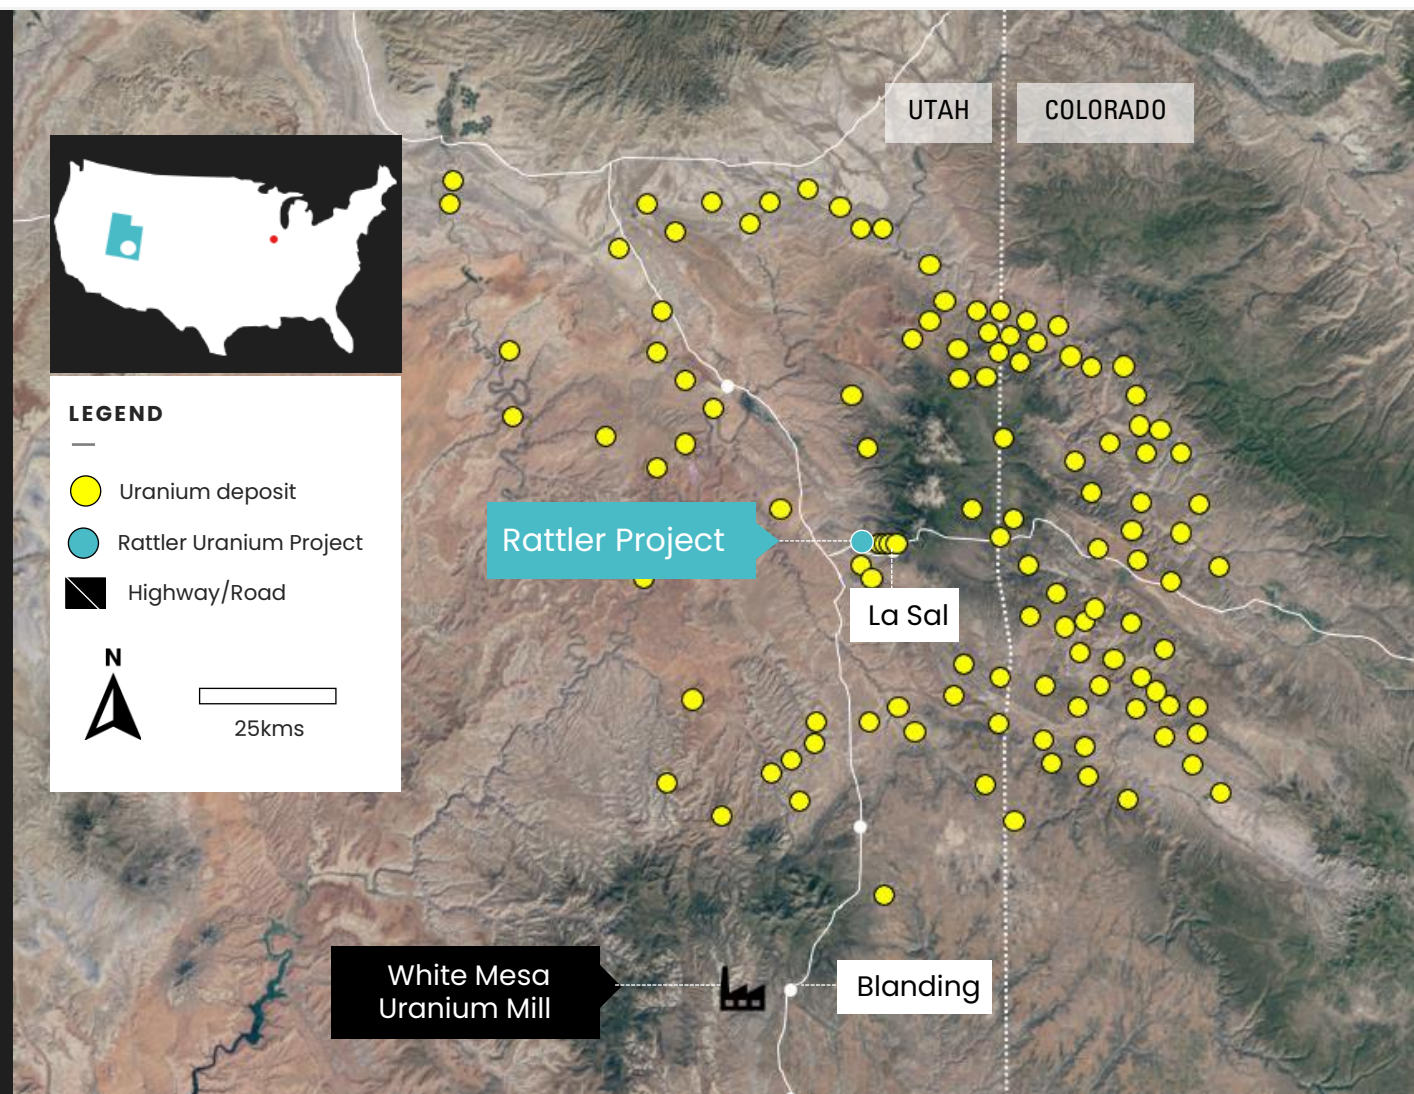 UTAH
COLORADO
LEGEND
Uranium deposit
Rattler Uranium Project
Highway/Road
N
25kms
Rattler Project
La Sal
White Mesa
Uranium Mill
Blanding